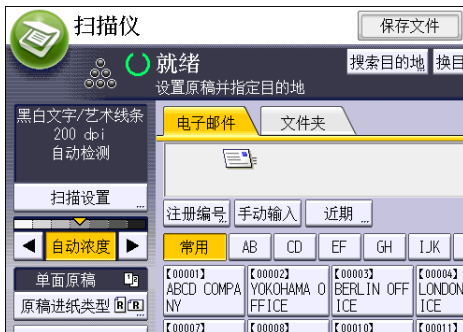 扫描仪
保存文件
就绪
搜索目的地
换目
设置原稿并指定目的地
黑白文字/艺术线条
200 dpi
自动检测
扫描设置
电子邮件
文件夹
注册编号
手动输入
近期
自动浓度
常用
AB
CD
EF
GH
IJK
单面原稿
原稿进纸类型
【00001】
ABCD COMPA
NY
【00002】
YOKOHAMA O
FFICE
【00003】
BERLIN OFF
ICE
【00004】
LONDON
ICE
【00007】
【00008】
【00010】
【00011】